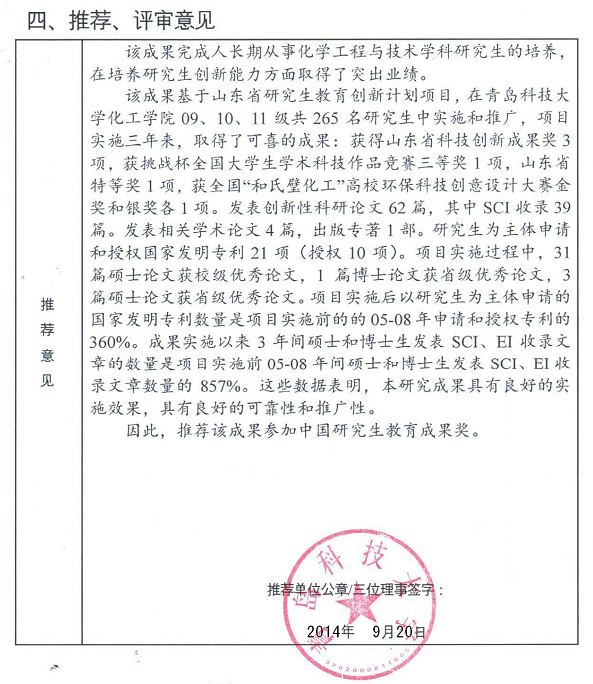 四、推荐、评审意见
该成果完成人长期从事化学工程与技术学科研究生的培养，
在培养研究生创新能力方面取得了突出业绩。
该成果基于山东省研究生教育创新计划项目，在青岛科技大
学化工学院 09、10、11 级共 265 名研究生中实施和推广，项目
实施三年来，取得了可喜的成果：获得山东省科技创新成果奖 3
项，获挑战杯全国大学生学术科技作品竞赛三等奖 1 项，山东省
特等奖 1 项，获全国“和氏璧化工”高校环保科技创意设计大赛金
奖和银奖各 1 项。发表创新性科研论文 62 篇，其中 SCI 收录 39
篇。发表相关学术论文 4 篇，出版专著 1 部。研究生为主体申请
和授权国家发明专利 21 项（授权 10 项）。项目实施过程中，31
篇硕士论文获校级优秀论文，1 篇博士论文获省级优秀论文，3
篇硕士论文获省级优秀论文。项目实施后以研究生为主体申请的
国家发明专利数量是项目实施前的的 05-08 年申请和授权专利的
360%。成果实施以来 3 年间硕士和博士生发表 SCI、EI 收录文
章的数量是项目实施前 05-08 年间硕士和博士生发表 SCI、EI 收
录文章数量的 857%。这些数据表明，本研究成果具有良好的实
施效果，具有良好的可靠性和推广性。
因此，推荐该成果参加中国研究生教育成果奖。
推荐意见
青岛科技大学
推荐单位公章/三位理事签字：
2014年 9月20日
3702000811005